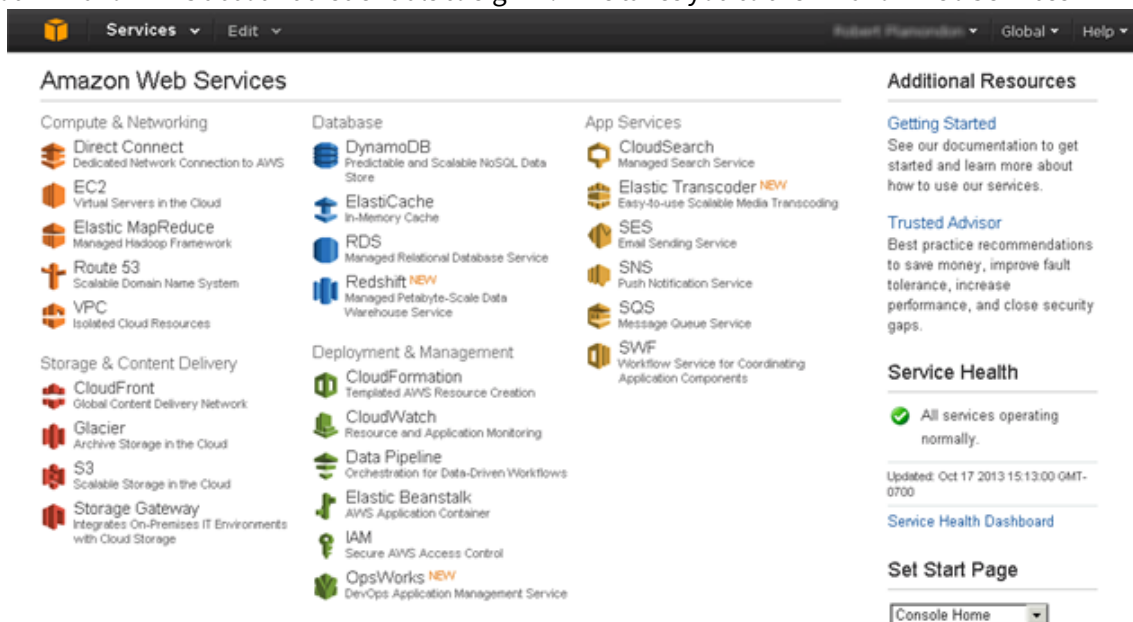 Services Edit Global Help
Amazon Web Services
Compute & Networking
Direct Connect
Dedicated Network Connection to AWS
EC2
Virtual Servers in the Cloud
Elastic MapReduce
Managed Hadoop Framework
Route 53
Scalable Domain Name System
VPC
Isolated Cloud Resources
Storage & Content Delivery
CloudFront
Global Content Delivery Network
Glacier
Archive Storage in the Cloud
S3
Scalable Storage in the Cloud
Storage Gateway
Integrates On-Premises IT Environments
with Cloud Storage
Database
DynamoDB
Predictable and Scalable NoSQL Data
Store
ElastiCache
In-Memory Cache
RDS
Managed Relational Database Service
Redshift NEW
Managed Petabyte-Scale Data
Warehouse Service
Deployment & Management
CloudFormation
Templated AWS Resource Creation
CloudWatch
Resource and Application Monitoring
Data Pipeline
Orchestration for Data-Driven Workflows
Elastic Beanstalk
AWS Application Container
IAM
Secure AWS Access Control
OpsWorks NEW
DevOps Application Management Service
App Services
CloudSearch
Managed Search Service
Elastic Transcoder NEW
Easy-to-use Scalable Media Transcoding
SES
Email Sending Service
SNS
Push Notification Service
SQS
Message Queue Service
SWF
Workflow Service for Coordinating
Application Components
Additional Resources
Getting Started
See our documentation to get
started and learn more about
how to use our services.
Trusted Advisor
Best practice recommendations
to save money, improve fault
tolerance, increase
performance, and close security
gaps.
Service Health
All services operating
normally.
Updated: Oct 17 2013 15:13:00 GMT-
0700
Service Health Dashboard
Set Start Page
Console Home